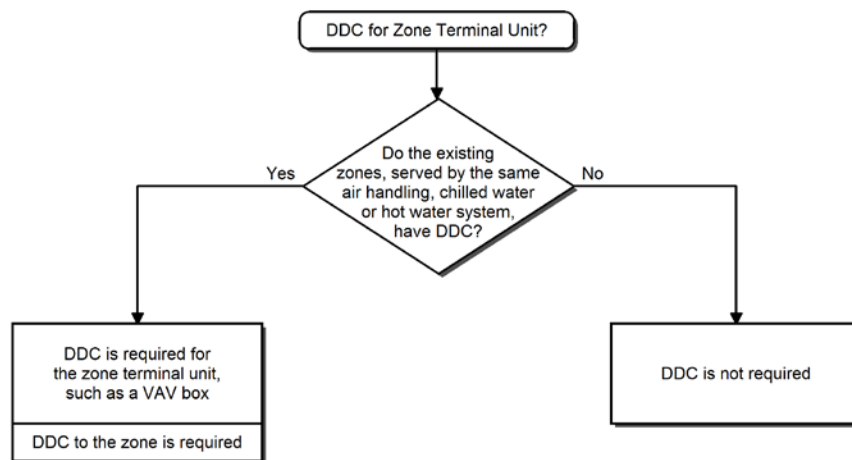 DDC for Zone Terminal Unit?
Do the existing
zones, served by the same
air handling, chilled water
or hot water system,
have DDC?
Yes
No
DDC is required for
the zone terminal unit,
such as a VAV box
DDC to the zone is required
DDC is not required